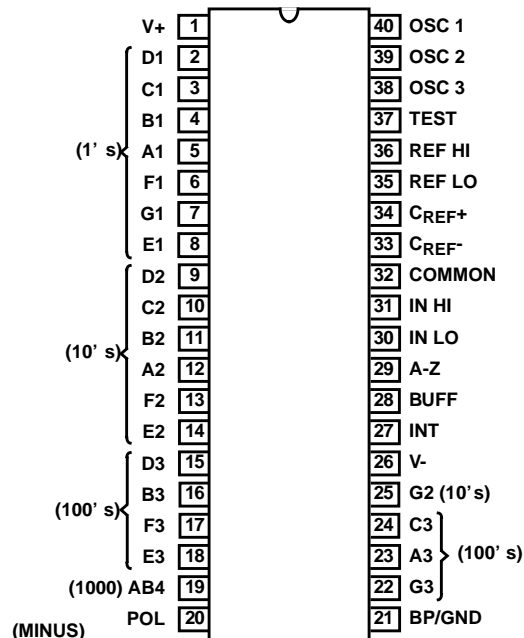 V+ 1 40 OSC 1
D1 2 39 OSC 2
C1 3 38 OSC 3
B1 4 37 TEST
(1' s) A1 5 36 REF HI
F1 6 35 REF LO
G1 7 34 CREF+
E1 8 33 CREF-
D2 9 32 COMMON
C2 10 31 IN HI
B2 11 30 IN LO
(10' s) A2 12 29 A-Z
F2 13 28 BUFF
E2 14 27 INT
D3 15 26 V-
B3 16 25 G2 (10's)
(100' s) F3 17 24 C3
E3 18 23 A3 (100' s)
(1000) AB4 19 22 G3
POL 20 21 BP/GND
(MINUS)